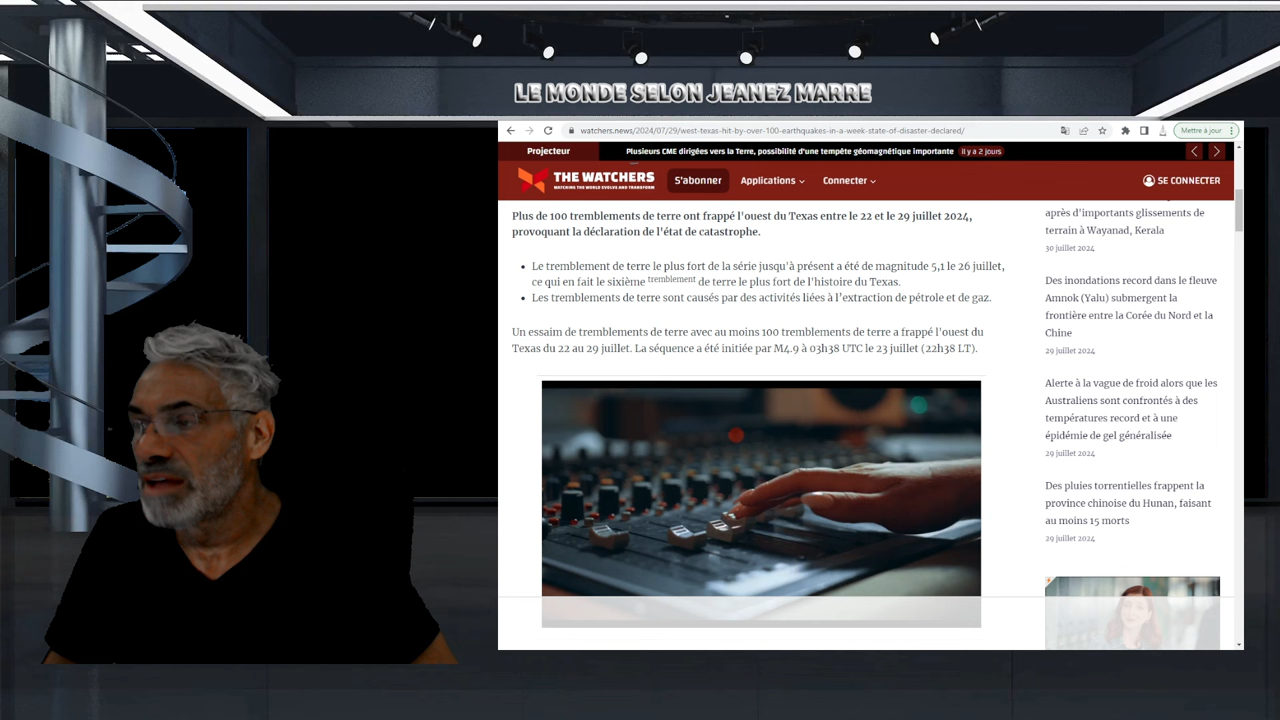 LE MONDE SELON JEANEZ MARRE
watchers.news/2024/07/29/west-texas-hit-by-over-100-earthquakes-in-a-week-state-of-disaster-declared/
Mettre à jour
Projecteur
Plusieurs CME dirigées vers la Terre, possibilité d'une tempête géomagnétique importante
Il y a 2 jours
THE WATCHERS
WATCHING THE WORLD EVOLVE AND TRANSFORM
S'abonner
Applications
Connecter
SE CONNECTER
Plus de 100 tremblements de terre ont frappé l'ouest du Texas entre le 22 et le 29 juillet 2024,
provoquant la déclaration de l'état de catastrophe.
Le tremblement de terre le plus fort de la série jusqu'à présent a été de magnitude 5,1 le 26 juillet,
ce qui en fait le sixième tremblement de terre le plus fort de l'histoire du Texas.
Les tremblements de terre sont causés par des activités liées à l'extraction de pétrole et de gaz.
Un essaim de tremblements de terre avec au moins 100 tremblements de terre a frappé l'ouest du
Texas du 22 au 29 juillet. La séquence a été initiée par M4.9 à 03h38 UTC le 23 juillet (22h38 LT).
après d'importants glissements de
terrain à Wayanad, Kerala
30 juillet 2024
Des inondations record dans le fleuve
Amnok (Yalu) submergent la
frontière entre la Corée du Nord et la
Chine
29 juillet 2024
Alerte à la vague de froid alors que les
Australiens sont confrontés à des
températures record et à une
épidémie de gel généralisée
29 juillet 2024
Des pluies torrentielles frappent la
province chinoise du Hunan, faisant
au moins 15 morts
29 juillet 2024